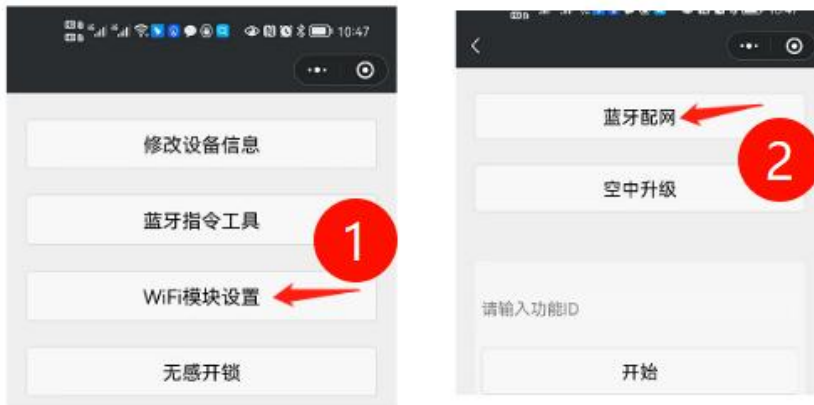 10:47
修改设备信息
蓝牙指令工具
1
WiFi模块设置
无感开锁
蓝牙配网
2
空中升级
请输入功能ID
开始